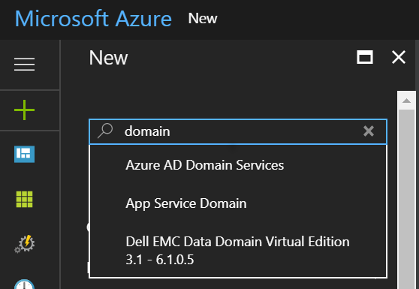 Microsoft Azure New
New
domain
Azure AD Domain Services
App Service Domain
Dell EMC Data Domain Virtual Edition
3.1 - 6.1.0.5